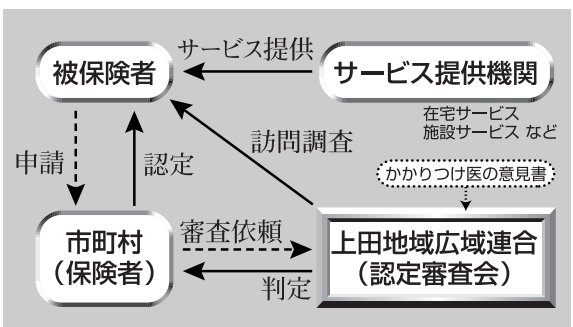 サービス提供
被保険者
サービス提供機関
在宅サービス
施設サービス など
訪問調査
申請
認定
かかりつけ医の意見書
市町村
（保険者）
審査依頼
判定
上田地域広域連合
（認定審査会）